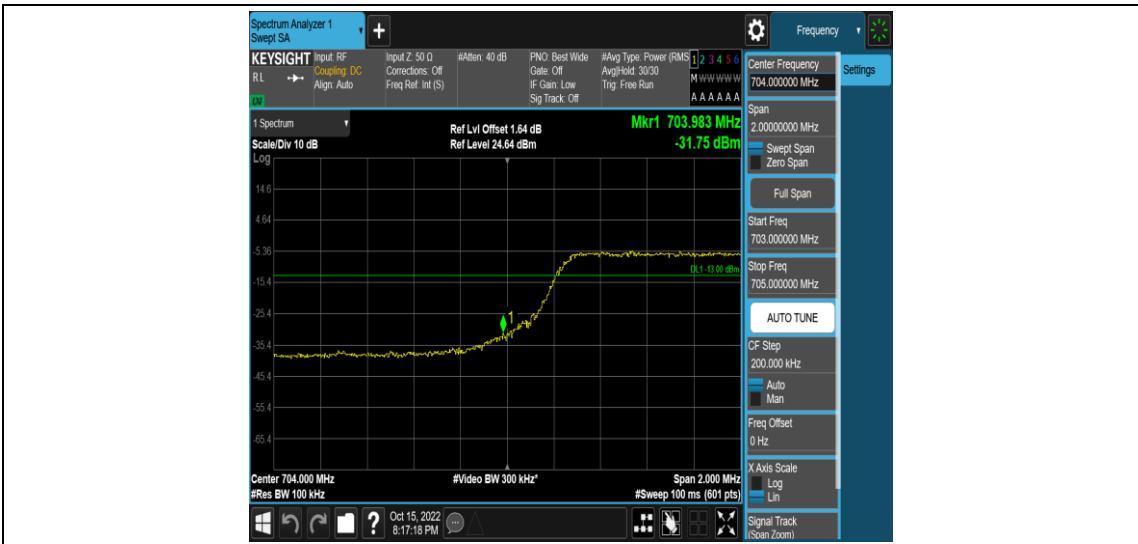 Spectrum Analyzer 1
Swept SA
+
Frequency
KEYSIGHT
RL
LXI
Input: RF
Coupling: DC
Align: Auto
Input Z: 50 Ω
Corrections: Off
Freq Ref: Int (S)
#Atten: 40 dB
PNO: Best Wide
Gate: Off
IF Gain: Low
Sig Track: Off
#Avg Type: Power (RMS
Avg|Hold: 30/30
Trig: Free Run
1 2 3 4 5 6
M W W W W W
A A A A A A
1 Spectrum
Scale/Div 10 dB
Log
Ref Lvl Offset 1.64 dB
Ref Level 24.64 dBm
Mkr1 703.983 MHz
-31.75 dBm
14.6
4.64
-5.36
-15.4
-25.4
-35.4
-45.4
-55.4
-65.4
DL1 -13.00 dBm
1
Center 704.000 MHz
#Res BW 100 kHz
#Video BW 300 kHz*
Span 2.000 MHz
#Sweep 100 ms (601 pts)
Center Frequency
704.000000 MHz
Settings
Span
2.00000000 MHz
Swept Span
Zero Span
Full Span
Start Freq
703.000000 MHz
Stop Freq
705.000000 MHz
AUTO TUNE
CF Step
200.000 kHz
Auto
Man
Freq Offset
0 Hz
X Axis Scale
Log
Lin
Signal Track
(Span Zoom)
?
Oct 15, 2022
8:17:18 PM